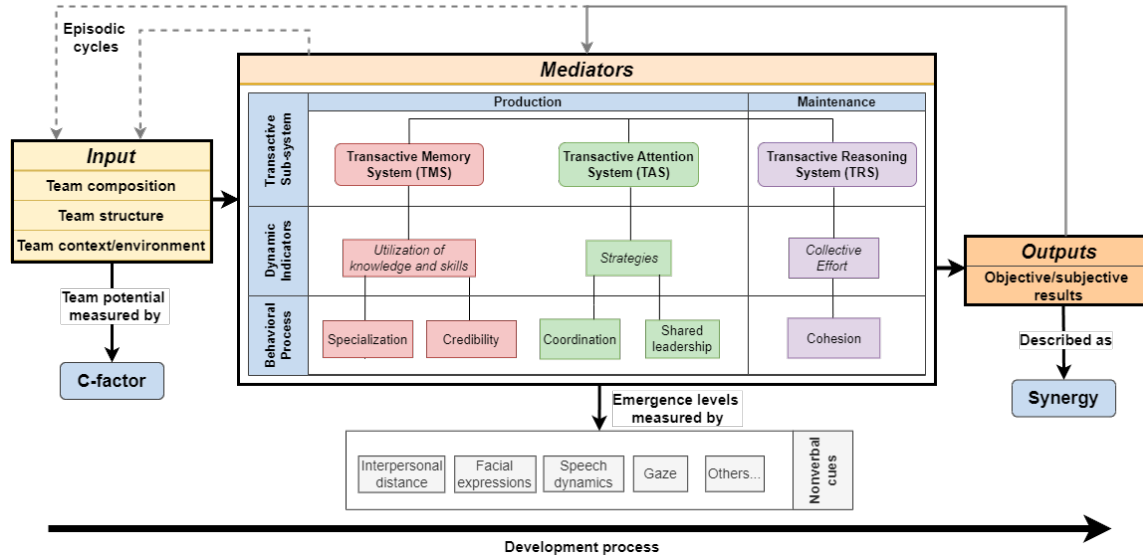 Episodic
cycles
Mediators
Production
Maintenance
Transactive
Sub-system
Transactive Memory
System (TMS)
Transactive Attention
System (TAS)
Transactive Reasoning
System (TRS)
Input
Team composition
Team structure
Team context/environment
Dynamic
Indicators
Utilization of
knowledge and skills
Strategies
Collective
Effort
Outputs
Objective/subjective
results
Team potential
measured by
Behavioral
Process
Specialization
Credibility
Coordination
Shared
leadership
Cohesion
Described as
C-factor
Synergy
Emergence levels
measured by
Interpersonal
distance
Facial
expressions
Speech
dynamics
Gaze
Others...
Nonverbal
cues
Development process